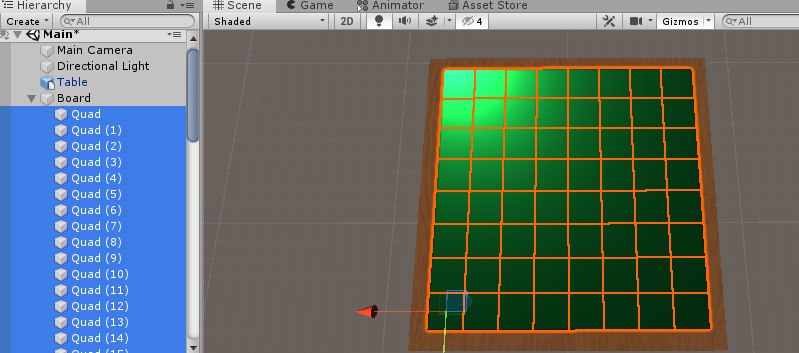 Hierarchy
Create
All
Main*
Main Camera
Directional Light
Table
Board
Quad
Quad (1)
Quad (2)
Quad (3)
Quad (4)
Quad (5)
Quad (6)
Quad (7)
Quad (8)
Quad (9)
Quad (10)
Quad (11)
Quad (12)
Quad (13)
Quad (14)
Quad (15)
Scene Game Animator Asset Store
Shaded 2D 4 Gizmos All